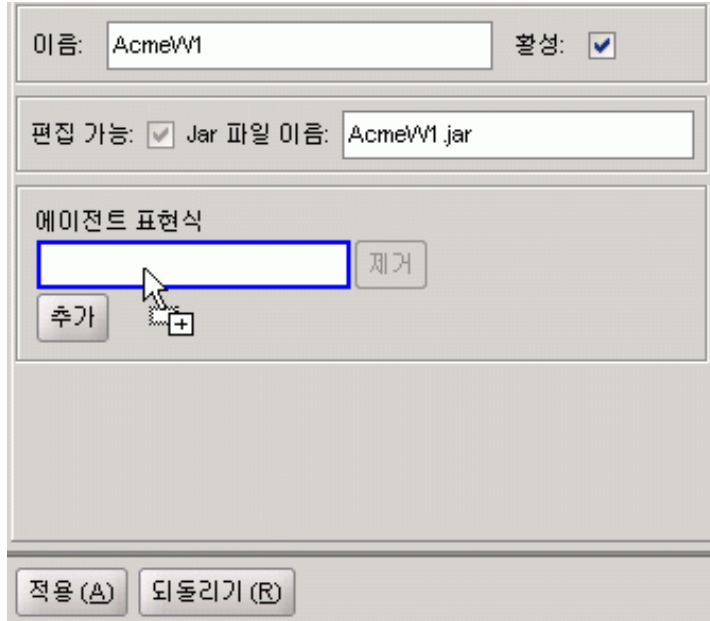 이름: AcmeW1 활성:
편집 가능: Jar 파일 이름: AcmeW1.jar
에이전트 표현식
제거
추가
적용 (A) 되돌리기 (R)